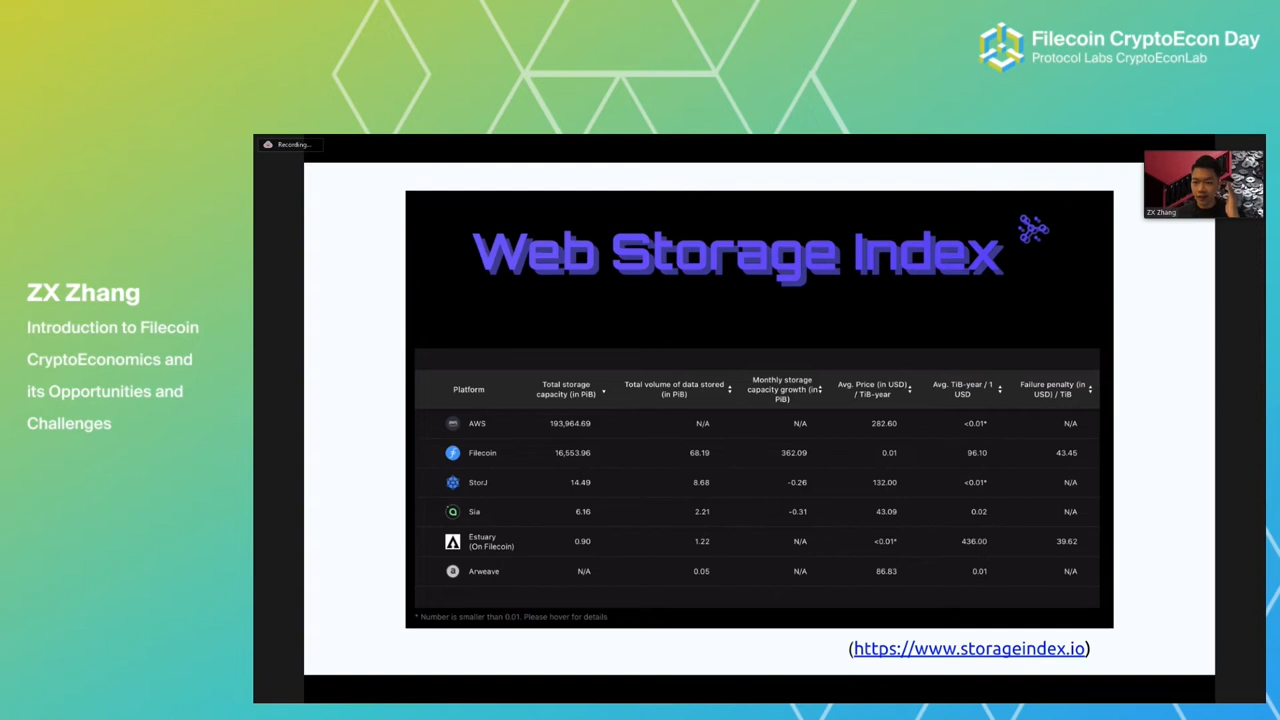 Filecoin CryptoEcon Day
Protocol Labs CryptoEconLab
Recording...
ZX Zhang
ZX Zhang
Introduction to Filecoin
CryptoEconomics and
its Opportunities and
Challenges
Web Storage Index
Platform Total storage capacity (in PiB) Total volume of data stored (in PiB) Monthly storage capacity growth (in PiB) Avg. Price (in USD) / TiB-year Avg. TiB-year / 1 USD Failure penalty (in USD) / TiB
AWS 193,964.69 N/A N/A 282.60 <0.01* N/A
Filecoin 16,553.96 68.19 362.09 0.01 96.10 43.45
StorJ 14.49 8.68 -0.26 132.00 <0.01* N/A
Sia 6.16 2.21 -0.31 43.09 0.02 N/A
Estuary (On Filecoin) 0.90 1.22 N/A <0.01* 436.00 39.62
Arweave N/A 0.05 N/A 86.83 0.01 N/A
* Number is smaller than 0.01. Please hover for details
(https://www.storageindex.io)